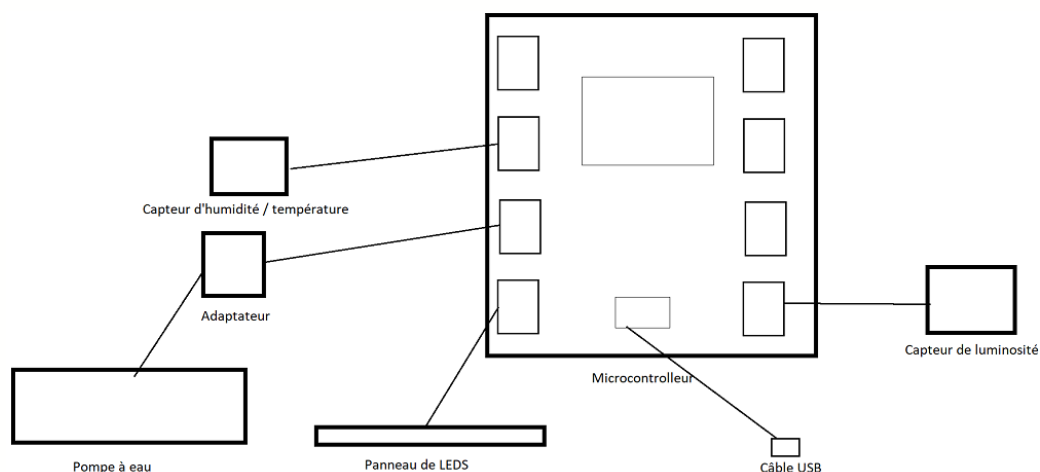 Capteur d'humidité / température
Adaptateur
Capteur de luminosité
Microcontrolleur
Pompe à eau
Panneau de LEDS
Câble USB